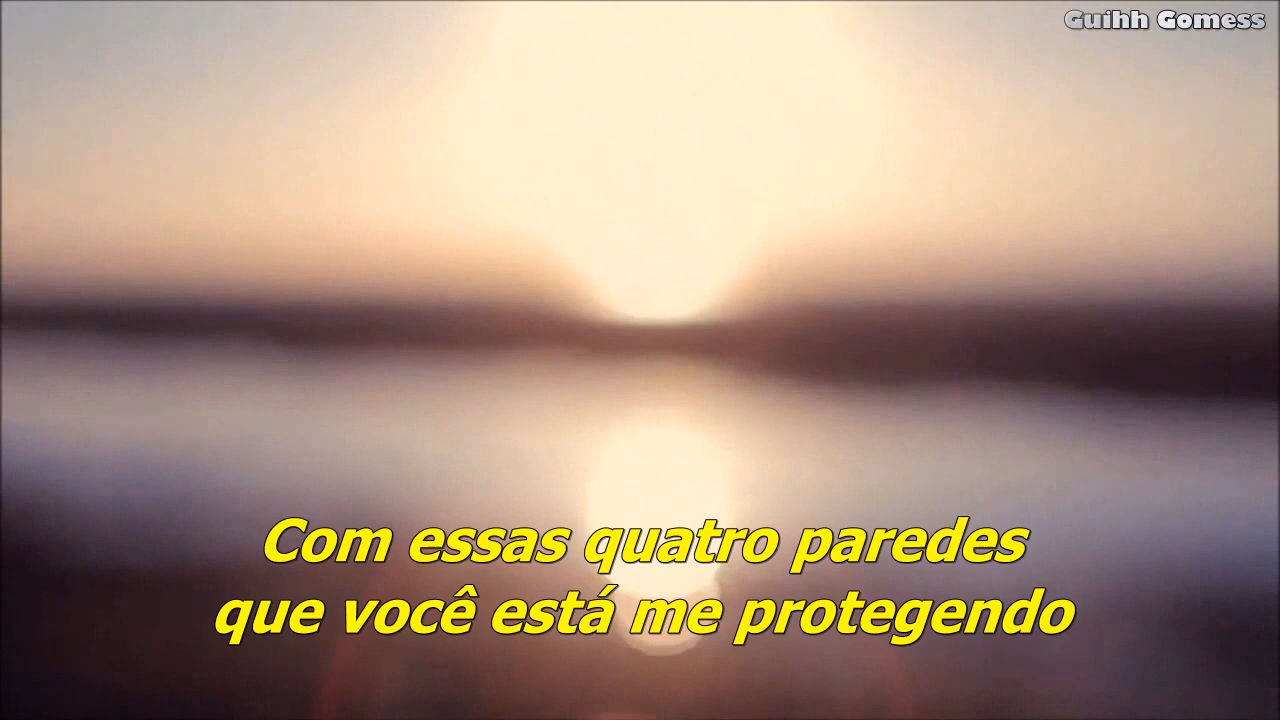 Guihh Gomess
Com essas quatro paredes
que você está me protegendo